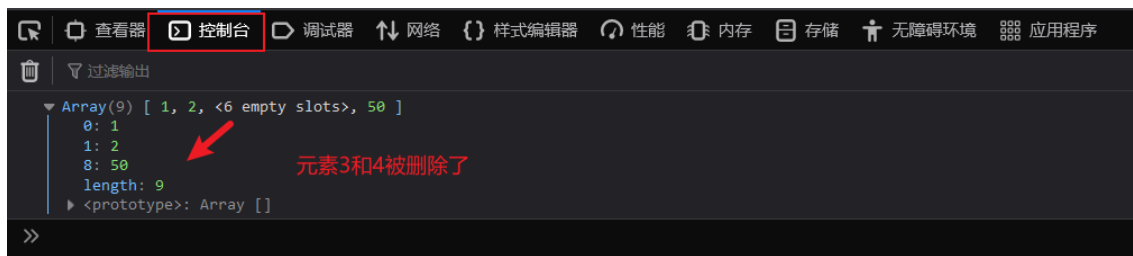 查看器 控制台 调试器 网络 {} 样式编辑器 性能 内存 存储 无障碍环境 应用程序
过滤输出
Array(9) [ 1, 2, <6 empty slots>, 50 ]
0: 1
1: 2
8: 50
元素3和4被删除了
length: 9
<prototype>: Array []